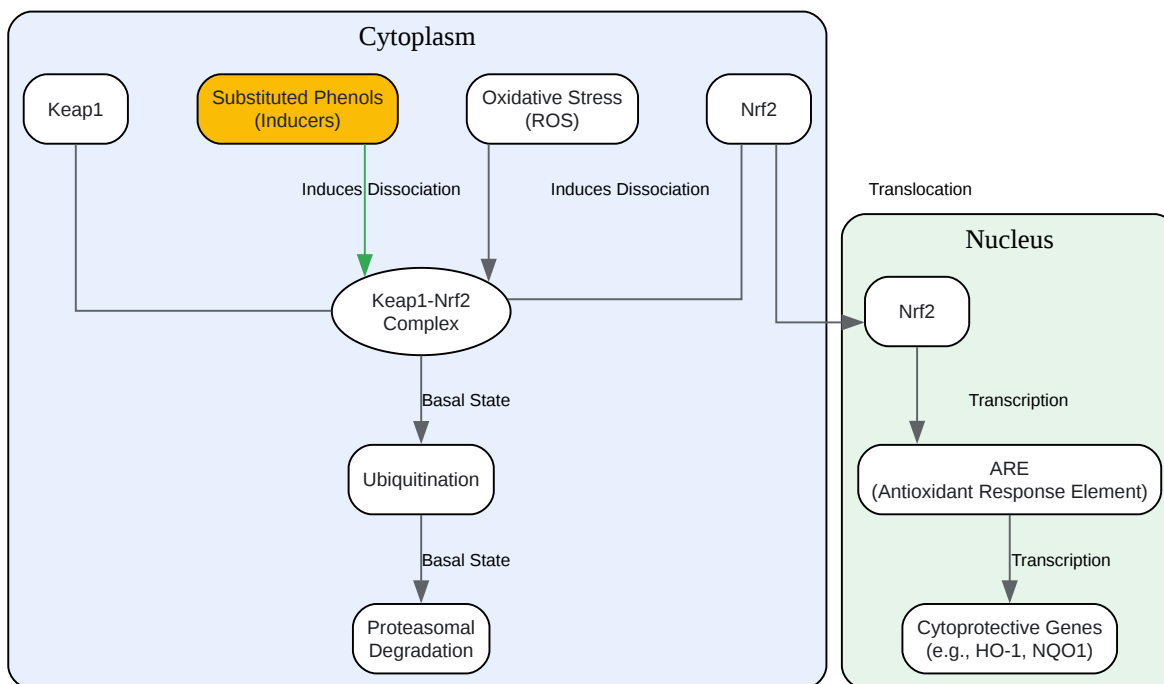 Cytoplasm
Keap1
Substituted Phenols
(Inducers)
Oxidative Stress
(ROS)
Nrf2
Induces Dissociation
Induces Dissociation
Translocation
Nucleus
Keap1-Nrf2
Complex
Nrf2
Basal State
Transcription
Ubiquitination
ARE
(Antioxidant Response Element)
Basal State
Transcription
Proteasomal
Degradation
Cytoprotective Genes
(e.g., HO-1, NQO1)